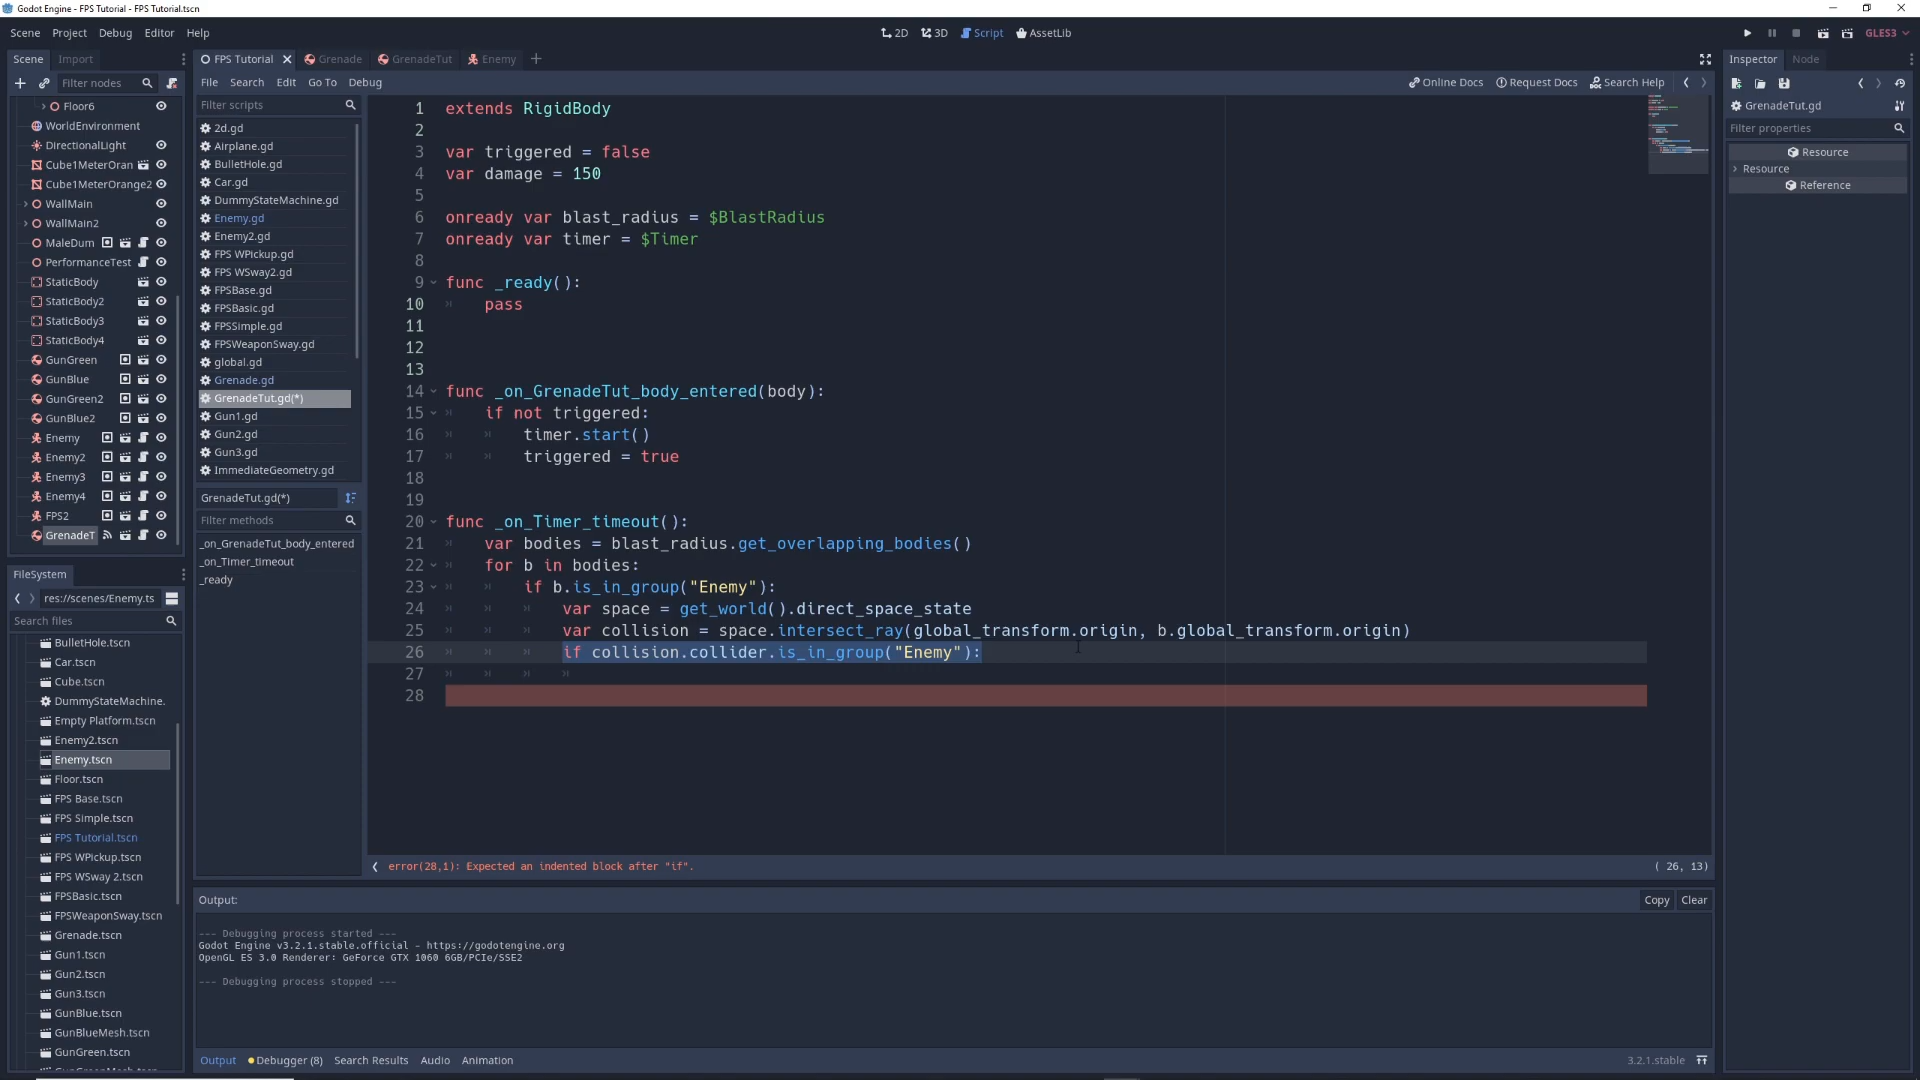 Godot Engine - FPS Tutorial - FPS Tutorial.tscn
Scene Project Debug Editor Help
2D 3D Script AssetLib
GLES3
Scene Import
FPS Tutorial Grenade GrenadeTut Enemy
Inspector Node
Filter nodes
File Search Edit Go To Debug
Online Docs Request Docs Search Help
Floor6
WorldEnvironment
DirectionalLight
Cube1MeterOran
Cube1MeterOrange2
WallMain
WallMain2
MaleDum
PerformanceTest
StaticBody
StaticBody2
StaticBody3
StaticBody4
GunGreen
GunBlue
GunGreen2
GunBlue2
Enemy
Enemy2
Enemy3
Enemy4
FPS2
GrenadeT
FileSystem
res://scenes/Enemy.ts
Search files
BulletHole.tscn
Car.tscn
Cube.tscn
DummyStateMachine.
Empty Platform.tscn
Enemy2.tscn
Enemy.tscn
Floor.tscn
FPS Base.tscn
FPS Simple.tscn
FPS Tutorial.tscn
FPS WPickup.tscn
FPS WSway 2.tscn
FPSBasic.tscn
FPSWeaponSway.tscn
Grenade.tscn
Gun1.tscn
Gun2.tscn
Gun3.tscn
GunBlue.tscn
GunBlueMesh.tscn
GunGreen.tscn
Filter scripts
2d.gd
Airplane.gd
BulletHole.gd
Car.gd
DummyStateMachine.gd
Enemy.gd
Enemy2.gd
FPS WPickup.gd
FPS WSway2.gd
FPSBase.gd
FPSBasic.gd
FPSSimple.gd
FPSWeaponSway.gd
global.gd
Grenade.gd
GrenadeTut.gd(*)
Gun1.gd
Gun2.gd
Gun3.gd
ImmediateGeometry.gd
GrenadeTut.gd(*)
Filter methods
_on_GrenadeTut_body_entered
_on_Timer_timeout
_ready
1 extends RigidBody
2
3 var triggered = false
4 var damage = 150
5
6 onready var blast_radius = $BlastRadius
7 onready var timer = $Timer
8
9 func _ready():
10 pass
11
12
13
14 func _on_GrenadeTut_body_entered(body):
15 if not triggered:
16 timer.start()
17 triggered = true
18
19
20 func _on_Timer_timeout():
21 var bodies = blast_radius.get_overlapping_bodies()
22 for b in bodies:
23 if b.is_in_group("Enemy"):
24 var space = get_world().direct_space_state
25 var collision = space.intersect_ray(global_transform.origin, b.global_transform.origin)
26 if collision.collider.is_in_group("Enemy"):
27
28
error(28,1): Expected an indented block after "if".
( 26, 13)
Output:
Copy Clear
--- Debugging process started ---
Godot Engine v3.2.1.stable.official - https://godotengine.org
OpenGL ES 3.0 Renderer: GeForce GTX 1060 6GB/PCIe/SSE2
--- Debugging process stopped ---
Output Debugger (8) Search Results Audio Animation
3.2.1.stable
GrenadeTut.gd
Filter properties
Resource
Resource
Reference